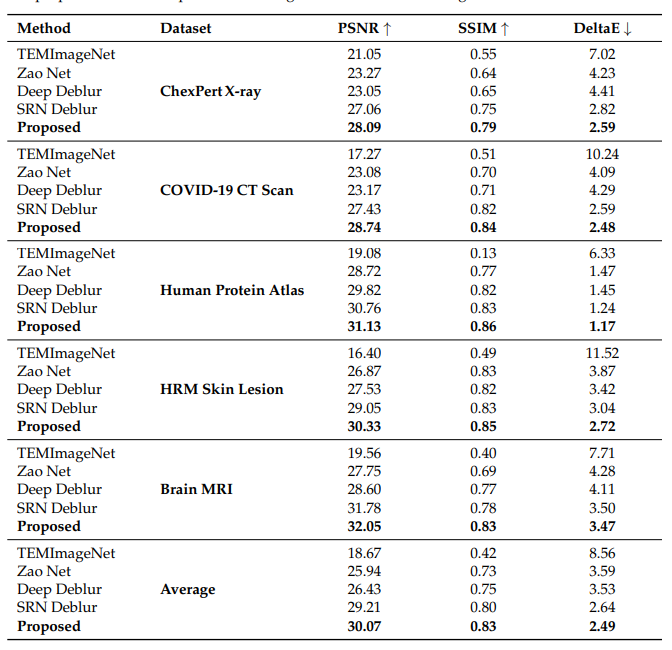 Method Dataset PSNR ↑ SSIM ↑ DeltaE ↓
TEMImageNet 21.05 0.55 7.02
Zao Net 23.27 0.64 4.23
Deep Deblur ChexPert X-ray 23.05 0.65 4.41
SRN Deblur 27.06 0.75 2.82
Proposed 28.09 0.79 2.59
TEMImageNet 17.27 0.51 10.24
Zao Net 23.08 0.70 4.09
Deep Deblur COVID-19 CT Scan 23.17 0.71 4.29
SRN Deblur 27.43 0.82 2.59
Proposed 28.74 0.84 2.48
TEMImageNet 19.08 0.13 6.33
Zao Net 28.72 0.77 1.47
Deep Deblur Human Protein Atlas 29.82 0.82 1.45
SRN Deblur 30.76 0.83 1.24
Proposed 31.13 0.86 1.17
TEMImageNet 16.40 0.49 11.52
Zao Net 26.87 0.83 3.87
Deep Deblur HRM Skin Lesion 27.53 0.82 3.42
SRN Deblur 29.05 0.83 3.04
Proposed 30.33 0.85 2.72
TEMImageNet 19.56 0.40 7.71
Zao Net 27.75 0.69 4.28
Deep Deblur Brain MRI 28.60 0.77 4.11
SRN Deblur 31.78 0.78 3.50
Proposed 32.05 0.83 3.47
TEMImageNet 18.67 0.42 8.56
Zao Net 25.94 0.73 3.59
Deep Deblur Average 26.43 0.75 3.53
SRN Deblur 29.21 0.80 2.64
Proposed 30.07 0.83 2.49